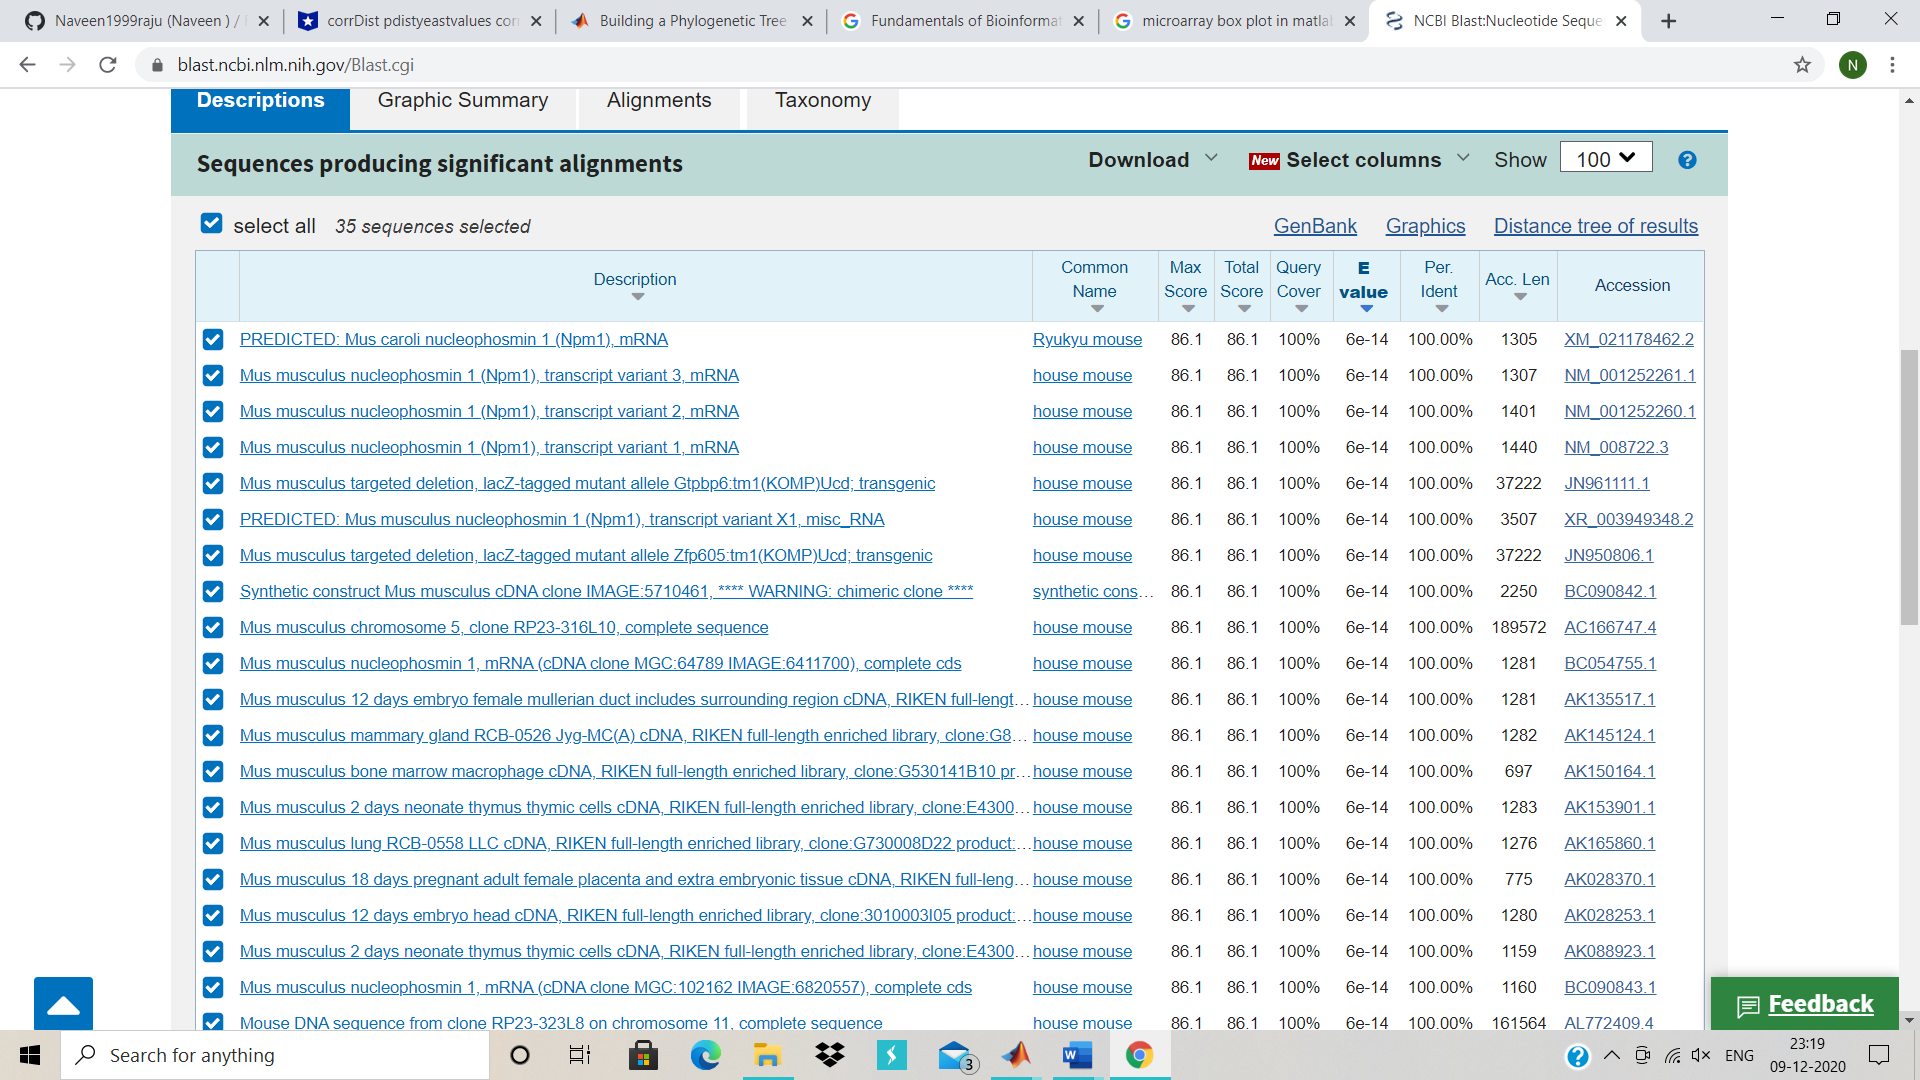 Naveen1999raju (Naveen ) /
corrDist pdistyeastvalues corr
Building a Phylogenetic Tree
Fundamentals of Bioinformat
microarray box plot in matla
NCBI Blast:Nucleotide Seque
blast.ncbi.nlm.nih.gov/Blast.cgi
N
Descriptions Graphic Summary Alignments Taxonomy
Sequences producing significant alignments Download New Select columns Show 100 ?
select all 35 sequences selected GenBank Graphics Distance tree of results
Description Common Name Max Score Total Score Query Cover E value Per. Ident Acc. Len Accession
PREDICTED: Mus caroli nucleophosmin 1 (Npm1), mRNA Ryukyu mouse 86.1 86.1 100% 6e-14 100.00% 1305 XM_021178462.2
Mus musculus nucleophosmin 1 (Npm1), transcript variant 3, mRNA house mouse 86.1 86.1 100% 6e-14 100.00% 1307 NM_001252261.1
Mus musculus nucleophosmin 1 (Npm1), transcript variant 2, mRNA house mouse 86.1 86.1 100% 6e-14 100.00% 1401 NM_001252260.1
Mus musculus nucleophosmin 1 (Npm1), transcript variant 1, mRNA house mouse 86.1 86.1 100% 6e-14 100.00% 1440 NM_008722.3
Mus musculus targeted deletion, lacZ-tagged mutant allele Gtpbp6:tm1(KOMP)Ucd; transgenic house mouse 86.1 86.1 100% 6e-14 100.00% 37222 JN961111.1
PREDICTED: Mus musculus nucleophosmin 1 (Npm1), transcript variant X1, misc_RNA house mouse 86.1 86.1 100% 6e-14 100.00% 3507 XR_003949348.2
Mus musculus targeted deletion, lacZ-tagged mutant allele Zfp605:tm1(KOMP)Ucd; transgenic house mouse 86.1 86.1 100% 6e-14 100.00% 37222 JN950806.1
Synthetic construct Mus musculus cDNA clone IMAGE:5710461, **** WARNING: chimeric clone **** synthetic cons... 86.1 86.1 100% 6e-14 100.00% 2250 BC090842.1
Mus musculus chromosome 5, clone RP23-316L10, complete sequence house mouse 86.1 86.1 100% 6e-14 100.00% 189572 AC166747.4
Mus musculus nucleophosmin 1, mRNA (cDNA clone MGC:64789 IMAGE:6411700), complete cds house mouse 86.1 86.1 100% 6e-14 100.00% 1281 BC054755.1
Mus musculus 12 days embryo female mullerian duct includes surrounding region cDNA, RIKEN full-lengt... house mouse 86.1 86.1 100% 6e-14 100.00% 1281 AK135517.1
Mus musculus mammary gland RCB-0526 Jyg-MC(A) cDNA, RIKEN full-length enriched library, clone:G8... house mouse 86.1 86.1 100% 6e-14 100.00% 1282 AK145124.1
Mus musculus bone marrow macrophage cDNA, RIKEN full-length enriched library, clone:G530141B10 pr... house mouse 86.1 86.1 100% 6e-14 100.00% 697 AK150164.1
Mus musculus 2 days neonate thymus thymic cells cDNA, RIKEN full-length enriched library, clone:E4300... house mouse 86.1 86.1 100% 6e-14 100.00% 1283 AK153901.1
Mus musculus lung RCB-0558 LLC cDNA, RIKEN full-length enriched library, clone:G730008D22 product:... house mouse 86.1 86.1 100% 6e-14 100.00% 1276 AK165860.1
Mus musculus 18 days pregnant adult female placenta and extra embryonic tissue cDNA, RIKEN full-leng... house mouse 86.1 86.1 100% 6e-14 100.00% 775 AK028370.1
Mus musculus 12 days embryo head cDNA, RIKEN full-length enriched library, clone:3010003I05 product:... house mouse 86.1 86.1 100% 6e-14 100.00% 1280 AK028253.1
Mus musculus 2 days neonate thymus thymic cells cDNA, RIKEN full-length enriched library, clone:E4300... house mouse 86.1 86.1 100% 6e-14 100.00% 1159 AK088923.1
Mus musculus nucleophosmin 1, mRNA (cDNA clone MGC:102162 IMAGE:6820557), complete cds house mouse 86.1 86.1 100% 6e-14 100.00% 1160 BC090843.1
Mouse DNA sequence from clone RP23-323L8 on chromosome 11, complete sequence house mouse 86.1 86.1 100% 6e-14 100.00% 161564 AL772409.4
Feedback
Search for anything
3
ENG
23:19
09-12-2020